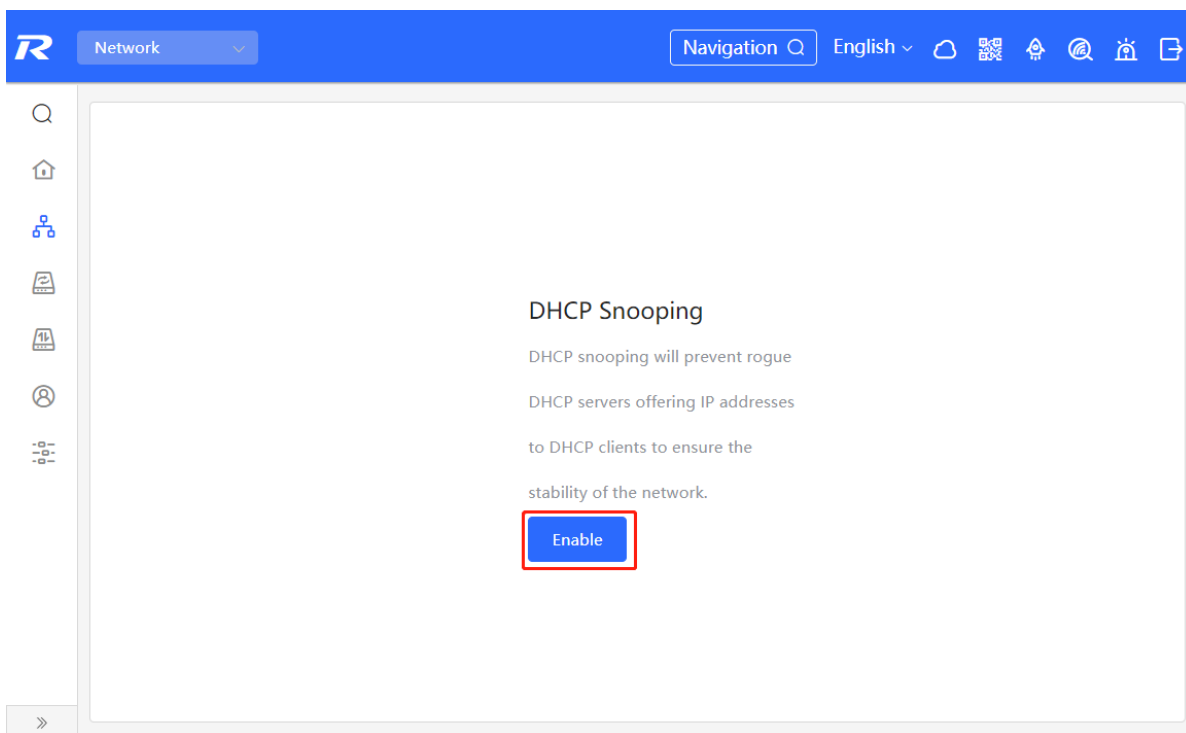 R
Network
Navigation
English
DHCP Snooping
DHCP snooping will prevent rogue
DHCP servers offering IP addresses
to DHCP clients to ensure the
stability of the network.
Enable